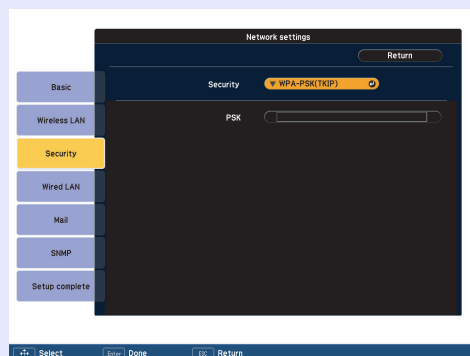 Network settings
Return
Basic
Security
WPA-PSK(TKIP)
Wireless LAN
PSK
Security
Wired LAN
Mail
SNMP
Setup complete
Select
Enter Done
ESC Return